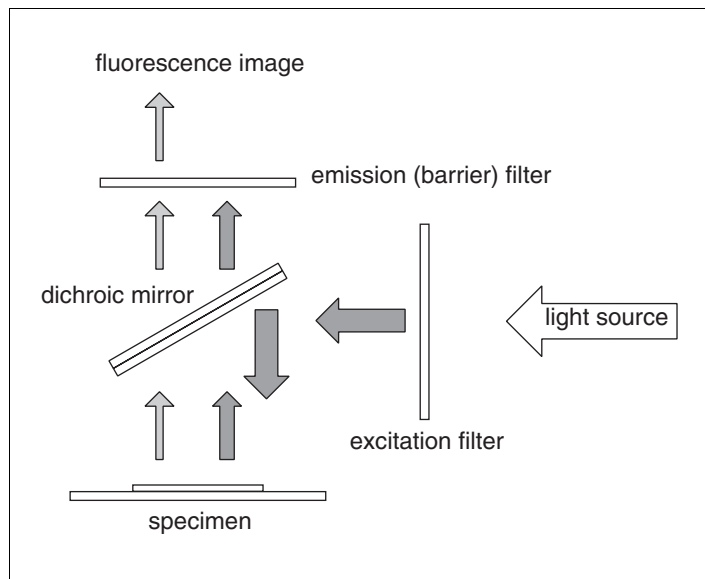 fluorescence image
emission (barrier) filter
dichroic mirror
light source
excitation filter
specimen